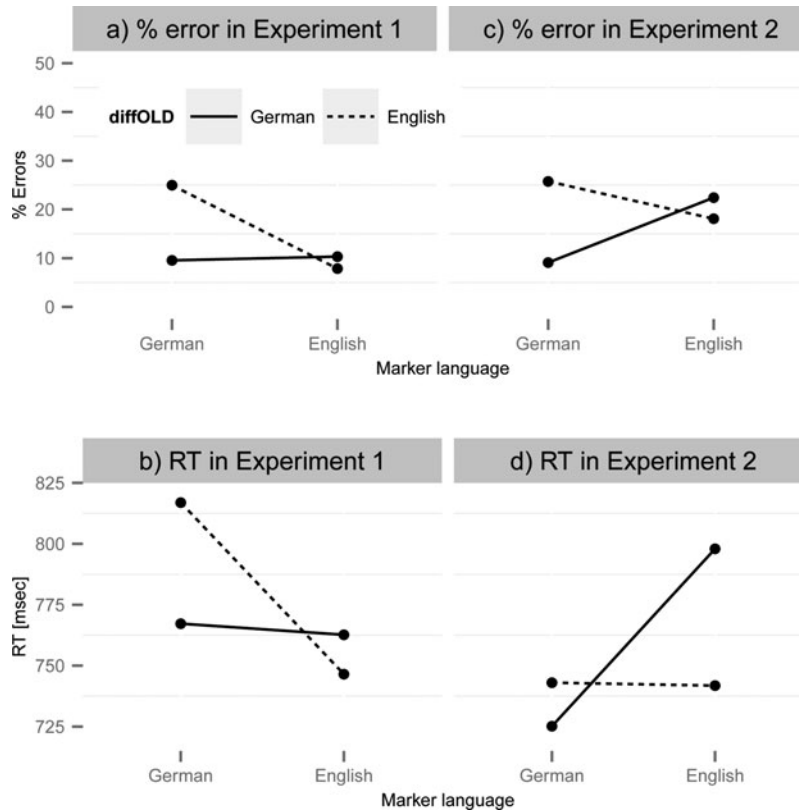 a) % error in Experiment 1
c) % error in Experiment 2
50
40
30
20
10
0
% Errors
diffOLD German English
German English
German English
Marker language
b) RT in Experiment 1
d) RT in Experiment 2
825
800
775
750
725
RT [msec]
German English
German English
Marker language